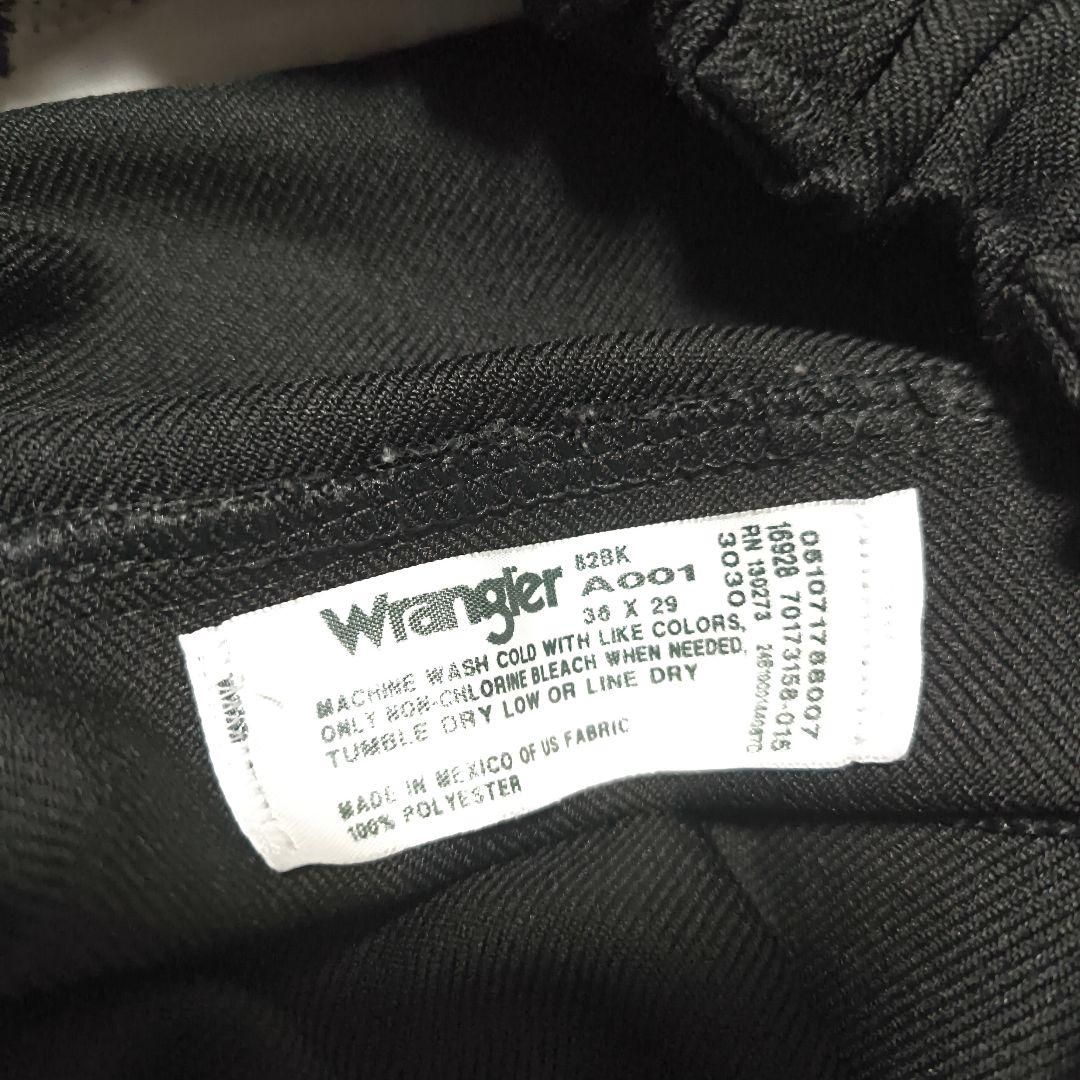 Wrangler 82BK
A001
36 X 29
MACHINE WASH COLD WITH LIKE COLORS,
ONLY NON-CHLORINE BLEACH WHEN NEEDED,
TUMBLE DRY LOW OR LINE DRY
MADE IN MEXICO OF US FABRIC
100% POLYESTER
061071788007
16928 70173158-015
RN 130273
3030